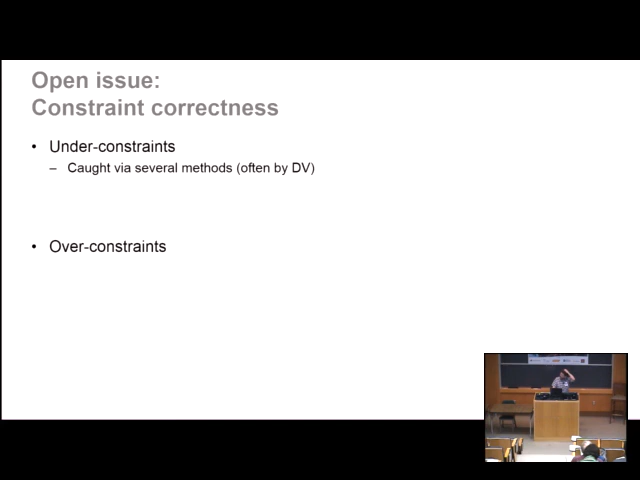 Open issue:
Constraint correctness
• Under-constraints
– Caught via several methods (often by DV)
• Over-constraints